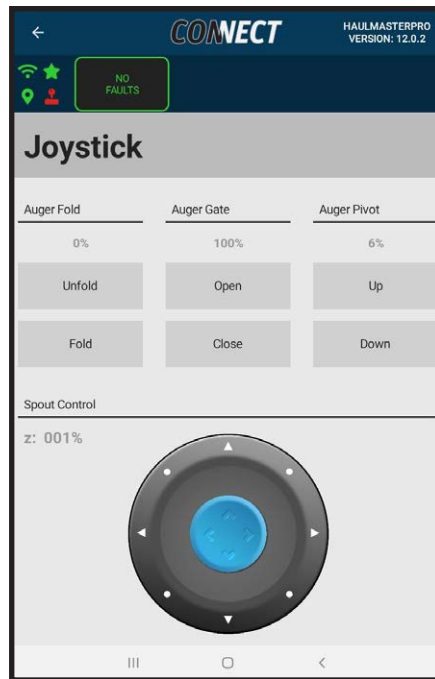 CONNECT
HAULMASTERPRO
VERSION: 12.0.2
NO
FAULTS
Joystick
Auger Fold
Auger Gate
Auger Pivot
0%
100%
6%
Unfold
Open
Up
Fold
Close
Down
Spout Control
z: 001%